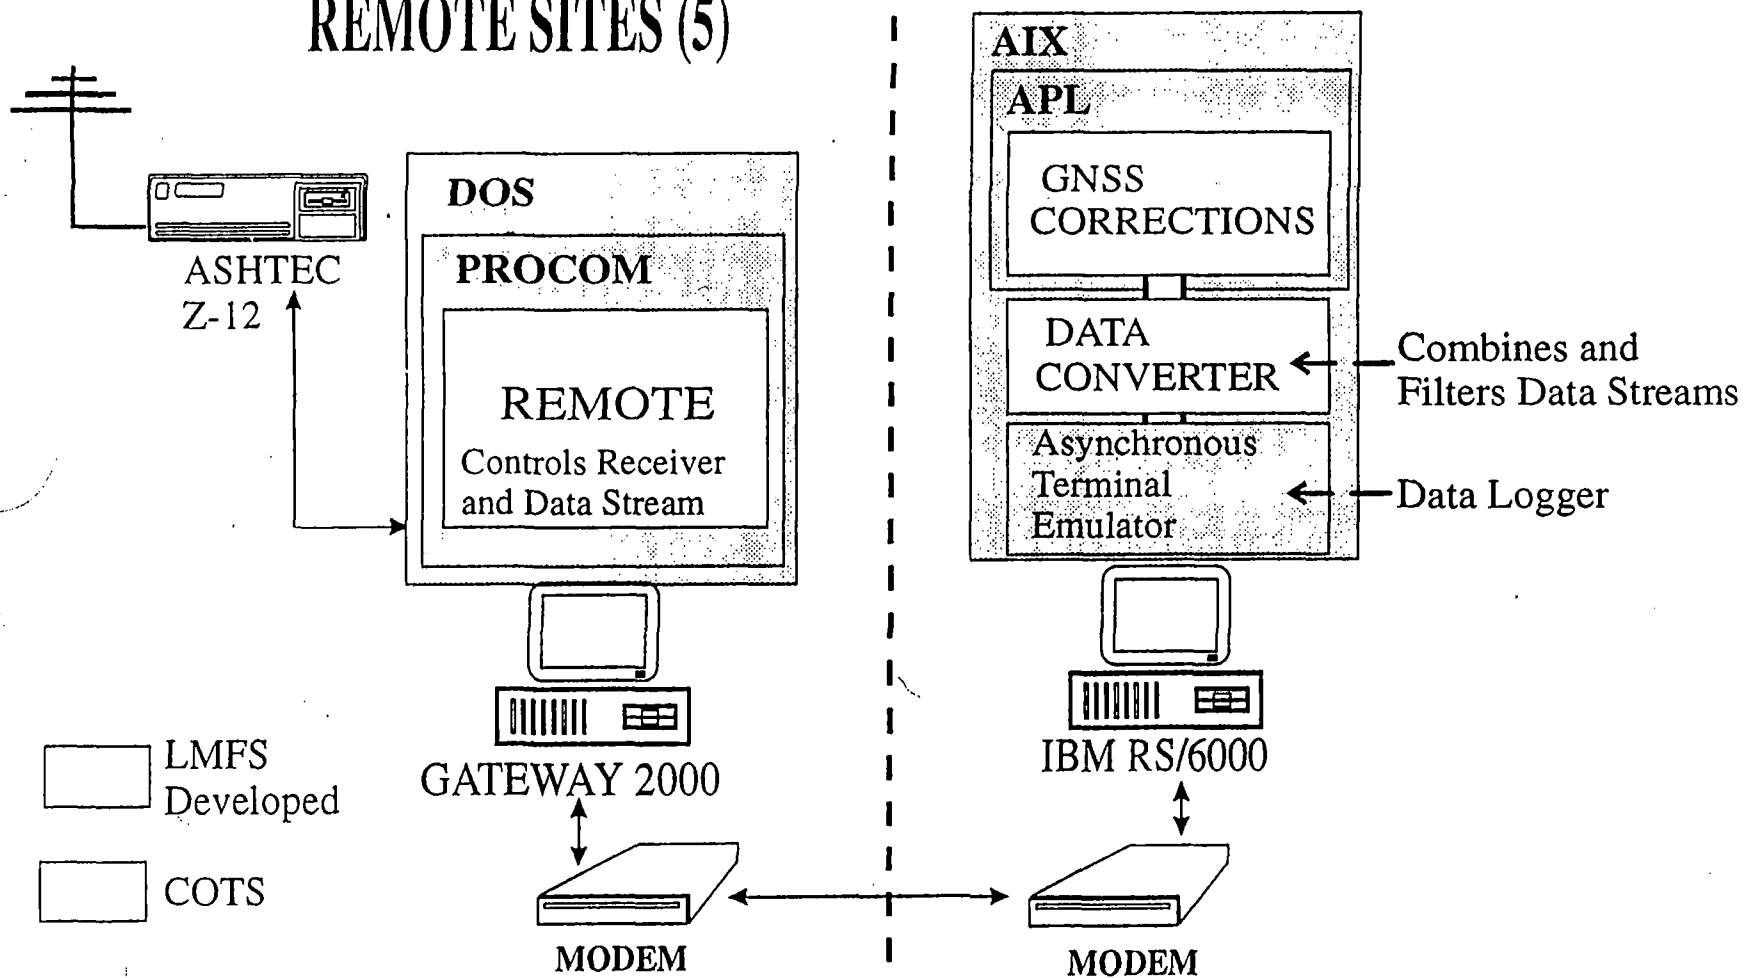 REMOTE SITES (5)
ASHTEC
Z-12
DOS
PROCOM
REMOTE
Controls Receiver
and Data Stream
GATEWAY 2000
MODEM
LMFS
Developed
COTS
AIX
APL
GNSS
CORRECTIONS
DATA
CONVERTER
Combines and
Filters Data Streams
Asynchronous
Terminal
Emulator
Data Logger
IBM RS/6000
MODEM